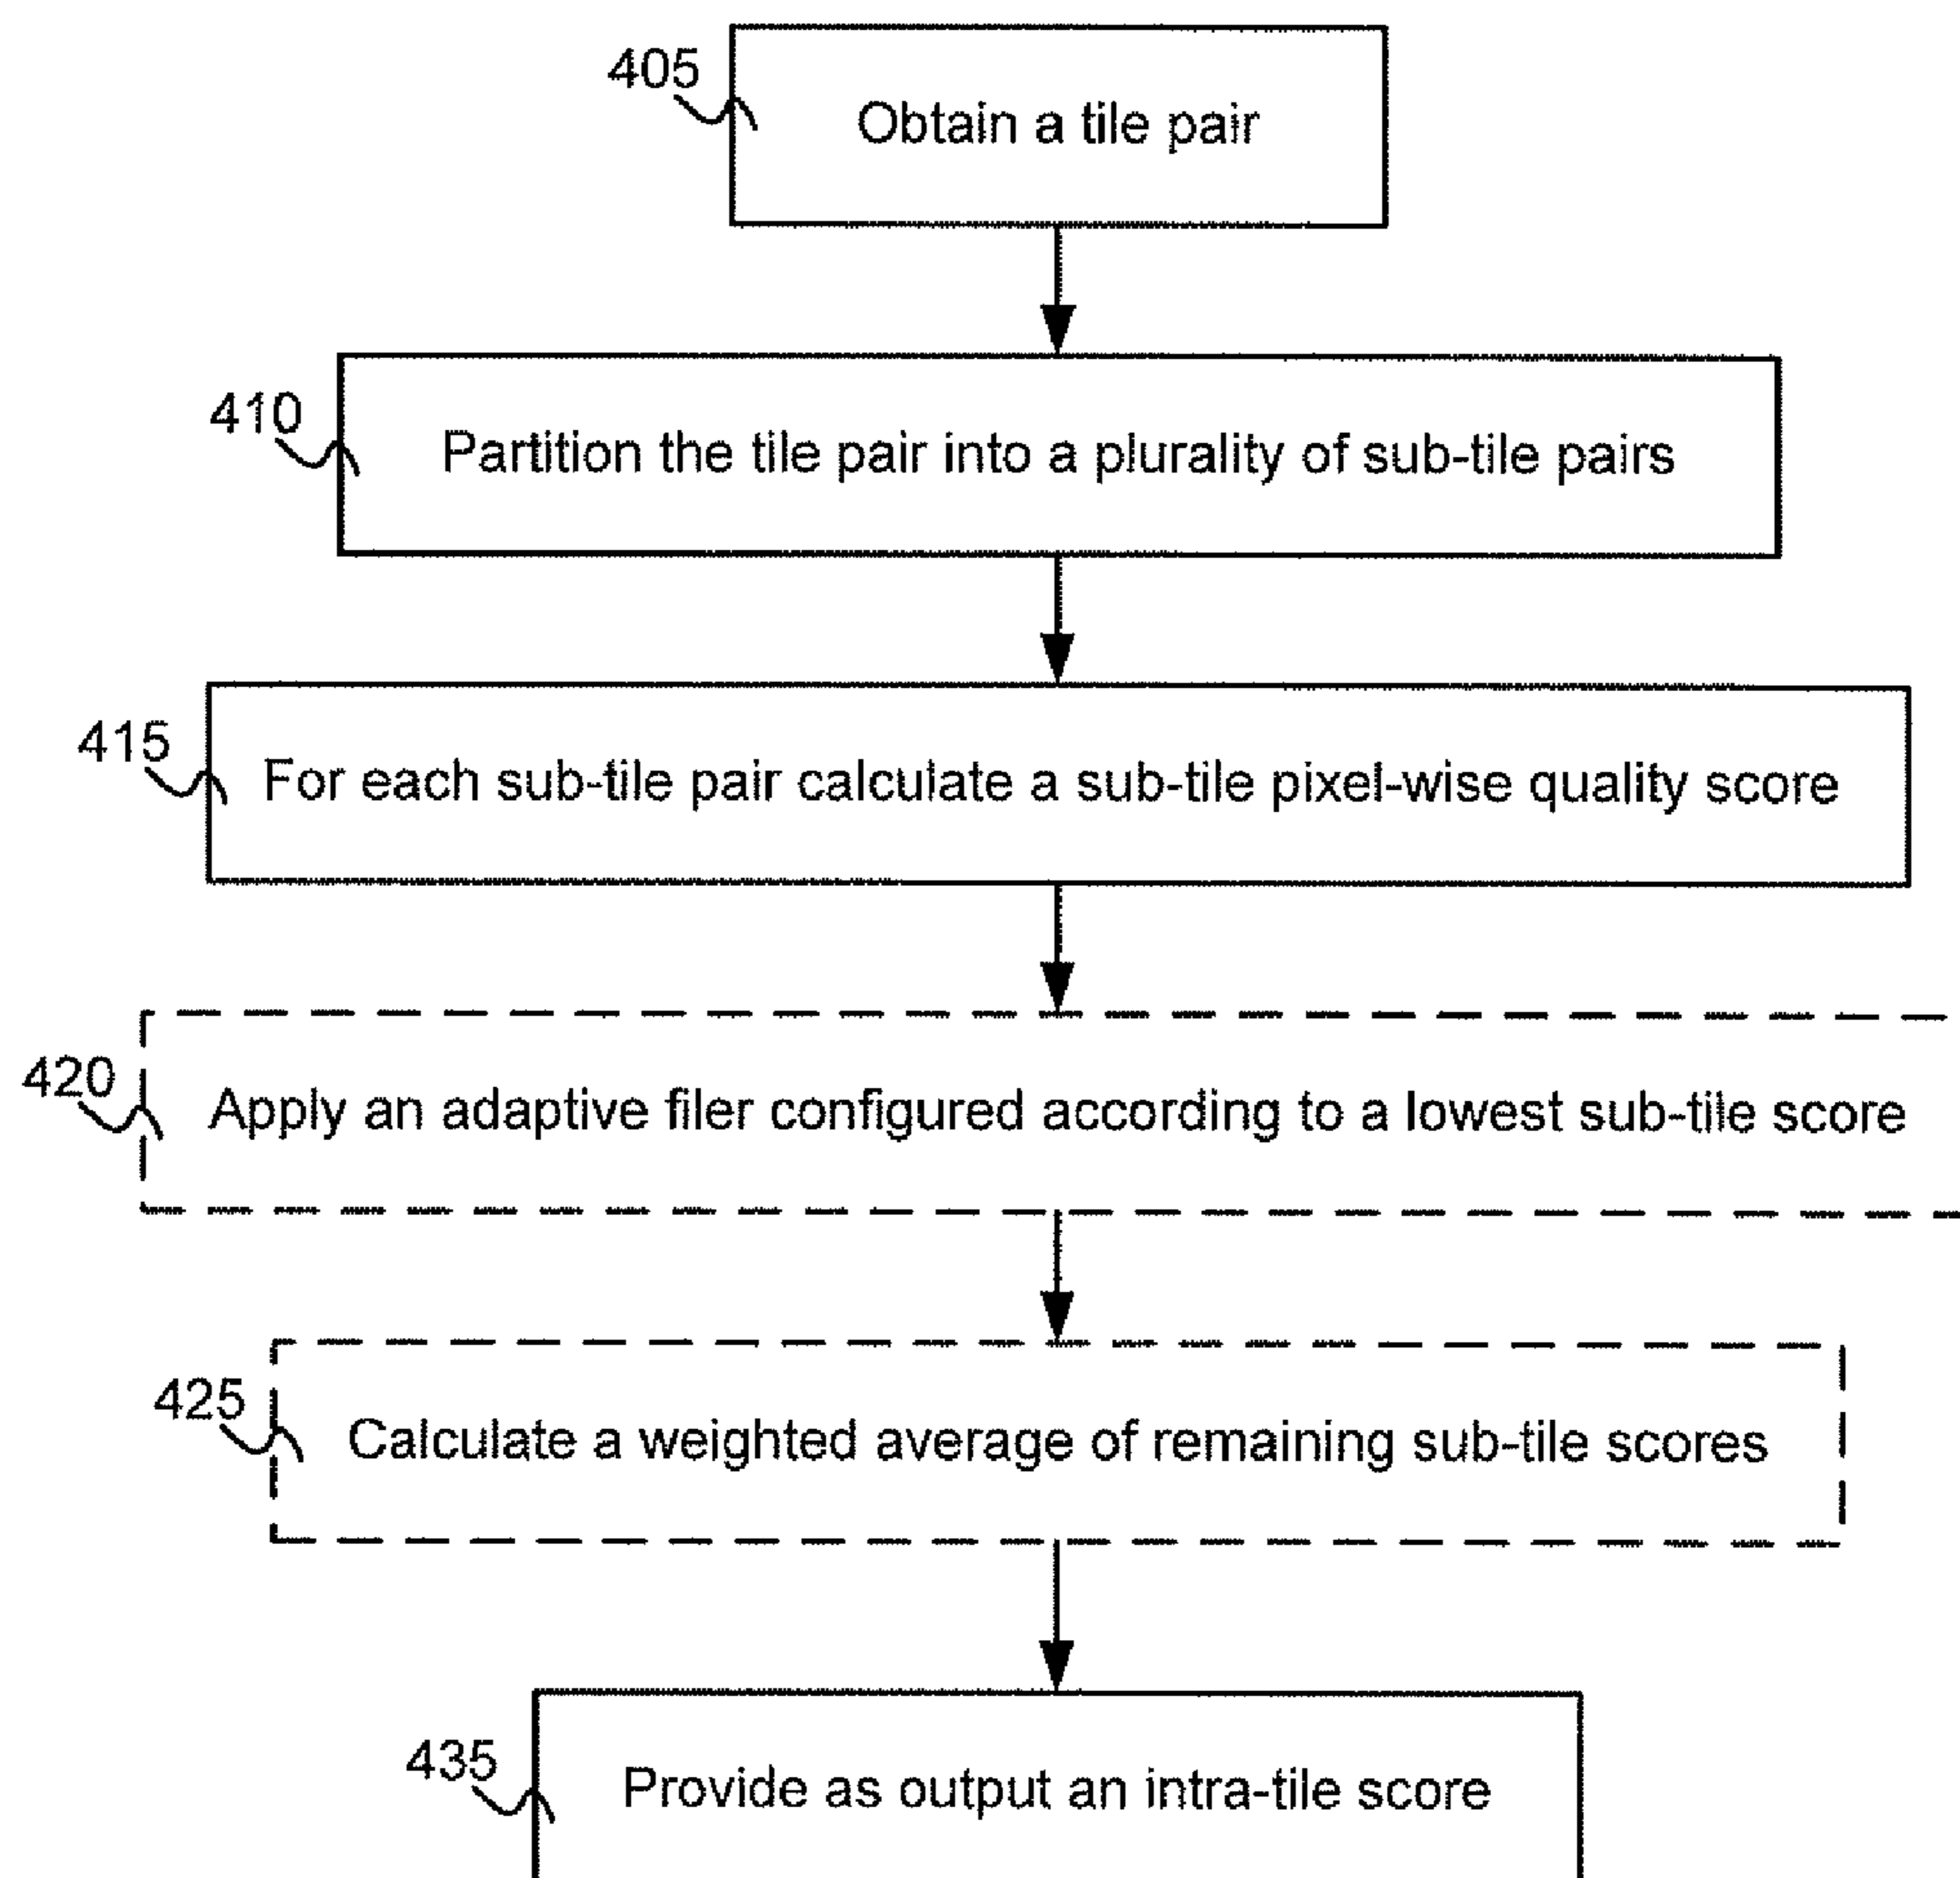 405
Obtain a tile pair
410
Partition the tile pair into a plurality of sub-tile pairs
415
For each sub-tile pair calculate a sub-tile pixel-wise quality score
420
Apply an adaptive filer configured according to a lowest sub-tile score
425
Calculate a weighted average of remaining sub-tile scores
435
Provide as output an intra-tile score